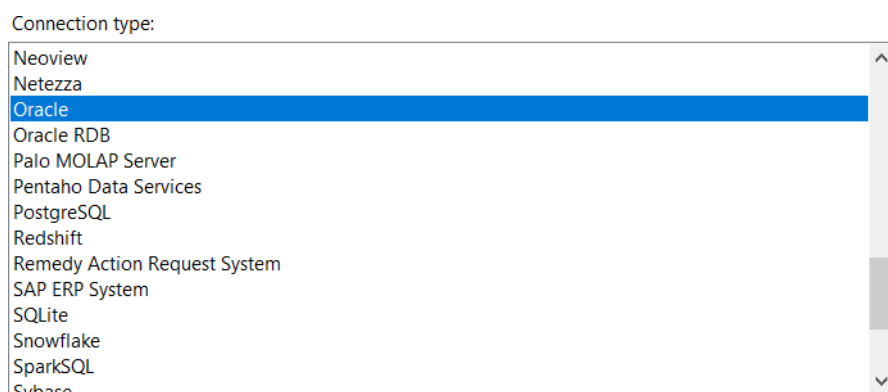 Connection type:
Neoview
Netezza
Oracle
Oracle RDB
Palo MOLAP Server
Pentaho Data Services
PostgreSQL
Redshift
Remedy Action Request System
SAP ERP System
SQLite
Snowflake
SparkSQL
Sybase